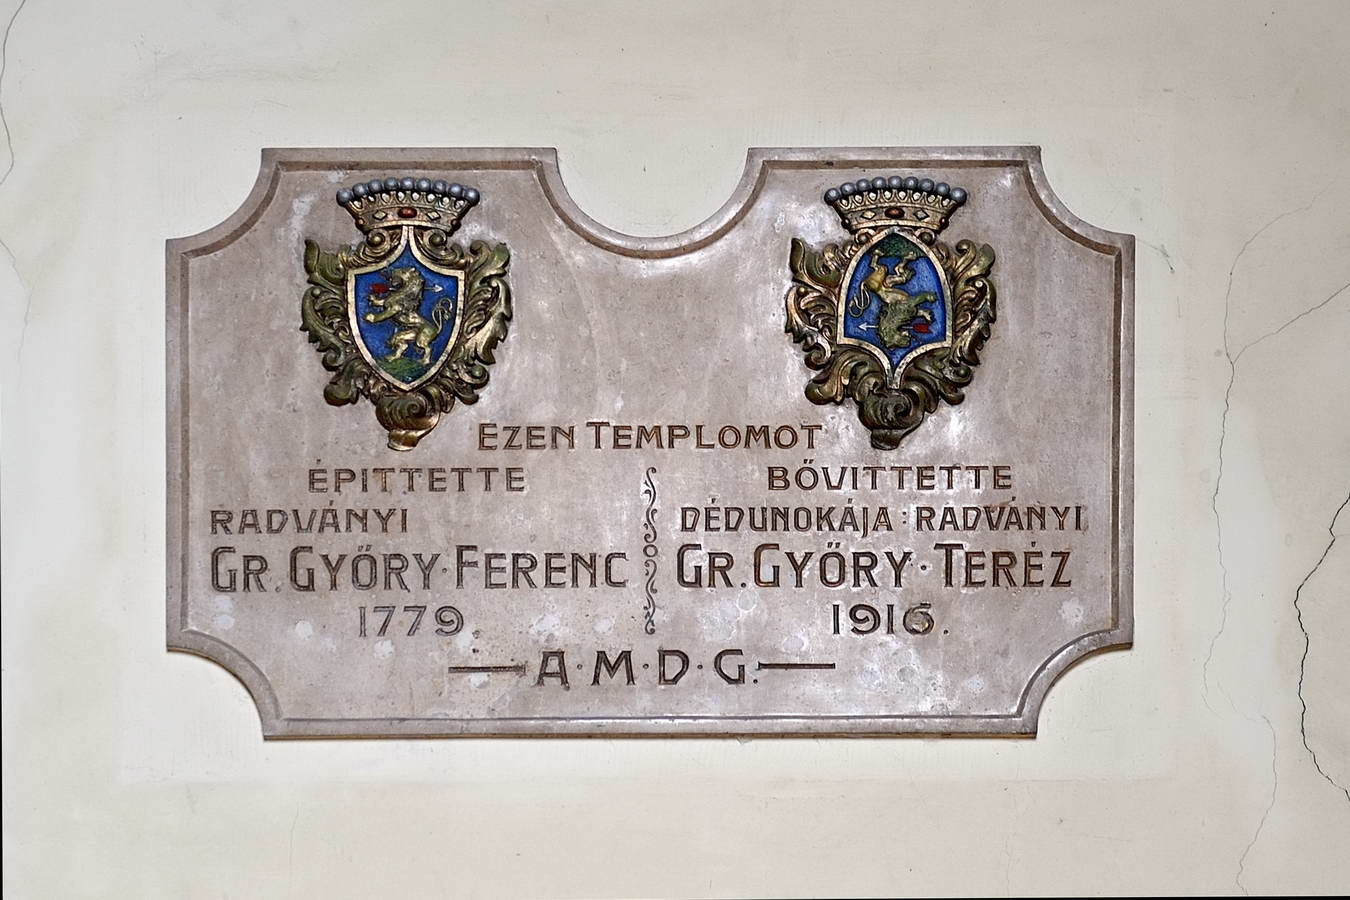 EZEN TEMPLOMOT
ÉPITTETTE
RADVÁNYI
GR. GYŐRY · FERENC
1779
BŐVITTETTE
DÉDUNOKÁJA : RADVÁNYI
GR. GYŐRY · TERÉZ
1916.
A · M · D · G.